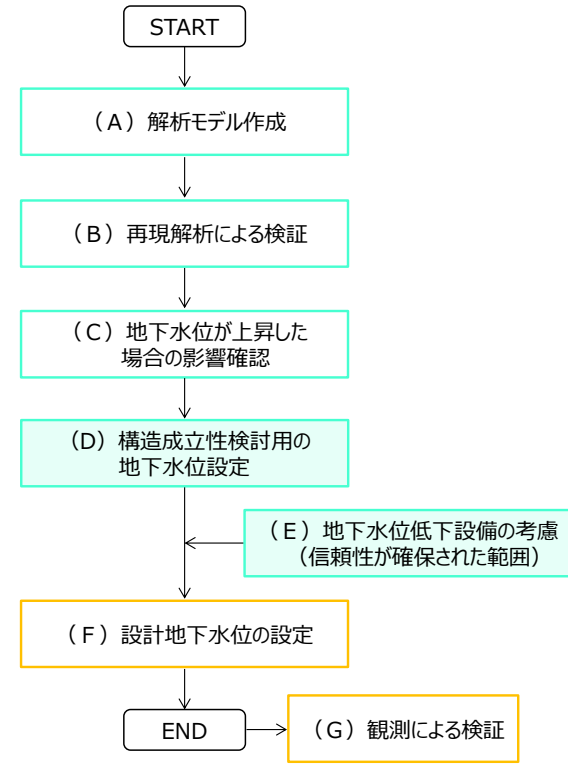 START
(A)解析モデル作成
(B)再現解析による検証
(C)地下水位が上昇した
場合の影響確認
(D)構造成立性検討用の
地下水位設定
(E)地下水位低下設備の考慮
(信頼性が確保された範囲)
(F)設計地下水位の設定
END
(G)観測による検証